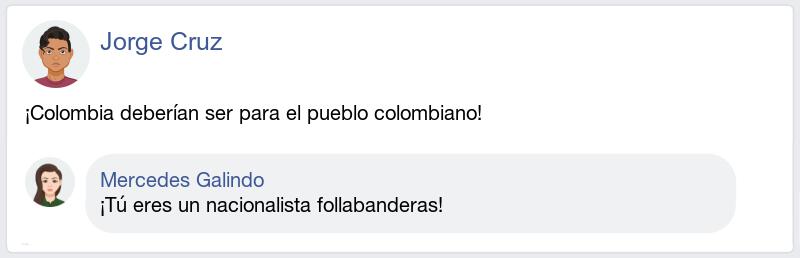 Jorge Cruz
¡Colombia deberían ser para el pueblo colombiano!
Mercedes Galindo
¡Tú eres un nacionalista follabanderas!